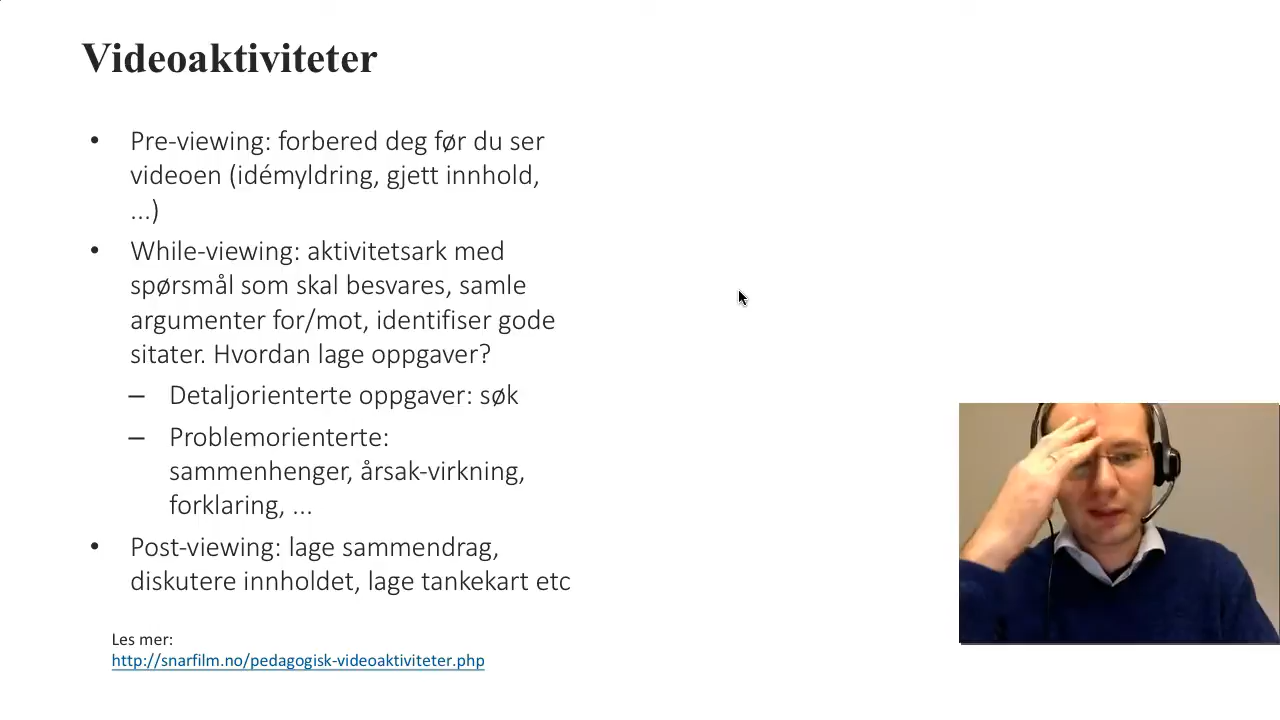 Videoaktiviteter
• Pre-viewing: forbered deg før du ser
videoen (idémyldring, gjett innhold,
...)
• While-viewing: aktivitetsark med
spørsmål som skal besvares, samle
argumenter for/mot, identifiser gode
sitater. Hvordan lage oppgaver?
– Detaljorienterte oppgaver: søk
– Problemorienterte:
sammenhenger, årsak-virkning,
forklaring, ...
• Post-viewing: lage sammendrag,
diskutere innholdet, lage tankekart etc
Les mer:
http://snarfilm.no/pedagogisk-videoaktiviteter.php